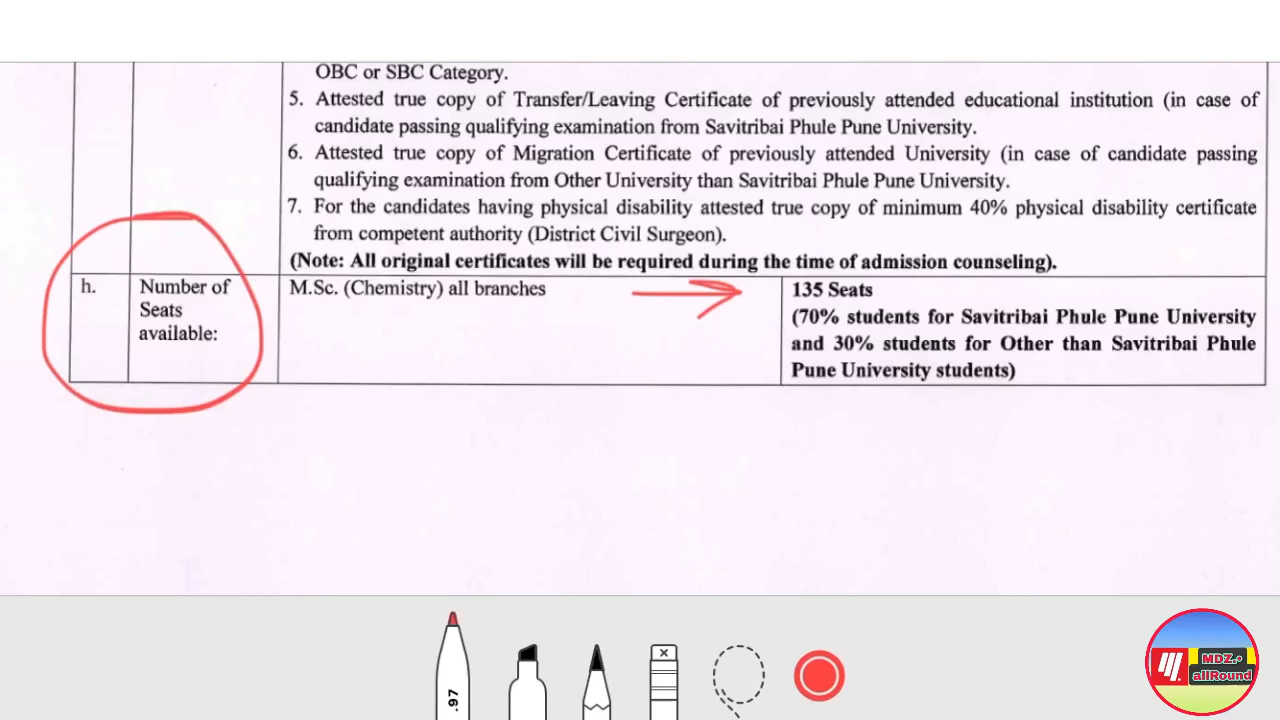 OBC or SBC Category.
5. Attested true copy of Transfer/Leaving Certificate of previously attended educational institution (in case of
candidate passing qualifying examination from Savitribai Phule Pune University.
6. Attested true copy of Migration Certificate of previously attended University (in case of candidate passing
qualifying examination from Other University than Savitribai Phule Pune University.
7. For the candidates having physical disability attested true copy of minimum 40% physical disability certificate
from competent authority (District Civil Surgeon).
(Note: All original certificates will be required during the time of admission counseling).
h.
Number of
Seats
available:
M.Sc. (Chemistry) all branches
135 Seats
(70% students for Savitribai Phule Pune University
and 30% students for Other than Savitribai Phule
Pune University students)
.97
MDZ.
allRound